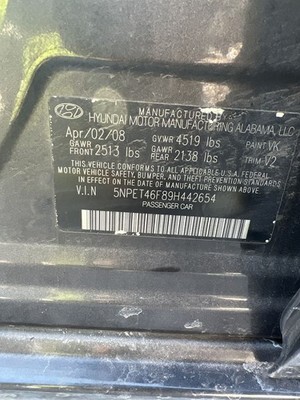 MANUFACTURED BY
HYUNDAI MOTOR MANUFACTURING ALABAMA, LLC
Apr/02/08 GVWR 4519 lbs PAINT VK
GAWR FRONT 2513 lbs GAWR REAR 2138 lbs TRIM V2
THIS VEHICLE CONFORMS TO ALL APPLICABLE U.S. FEDERAL
MOTOR VEHICLE SAFETY, BUMPER, AND THEFT PREVENTION STANDARDS
IN EFFECT ON THE DATE OF MANUFACTURE SHOWN ABOVE.
V.I.N 5NPET46F89H442654
PASSENGER CAR